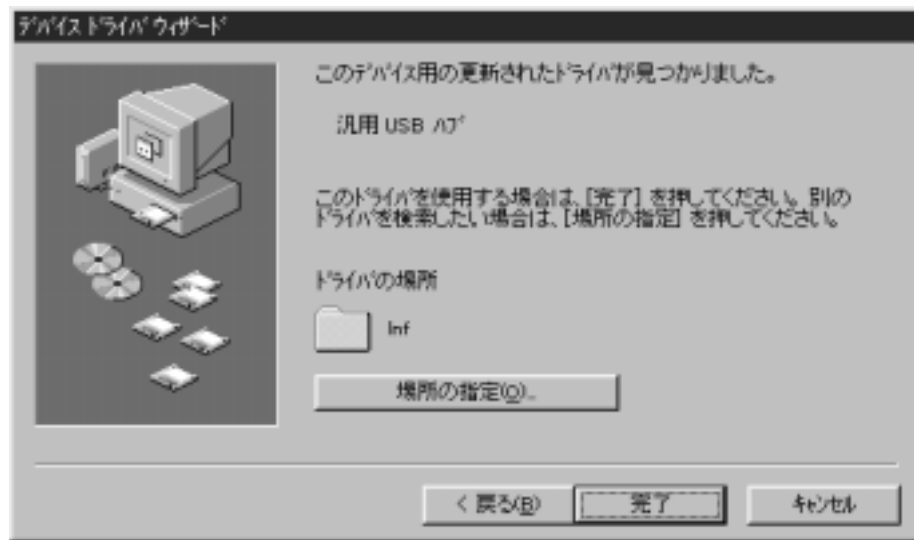 ﾃﾞﾊﾞｲｽ ﾄﾞﾗｲﾊﾞ ｳｨｻﾞｰﾄﾞ
このﾃﾞﾊﾞｲｽ用の更新されたﾄﾞﾗｲﾊﾞが見つかりました。
汎用 USB ﾊﾌﾞ
このﾄﾞﾗｲﾊﾞを使用する場合は、[完了] を押してください。別の
ﾄﾞﾗｲﾊﾞを検索したい場合は、[場所の指定] を押してください。
ﾄﾞﾗｲﾊﾞの場所
Inf
場所の指定(O)...
< 戻る(B)
完了
ｷｬﾝｾﾙ